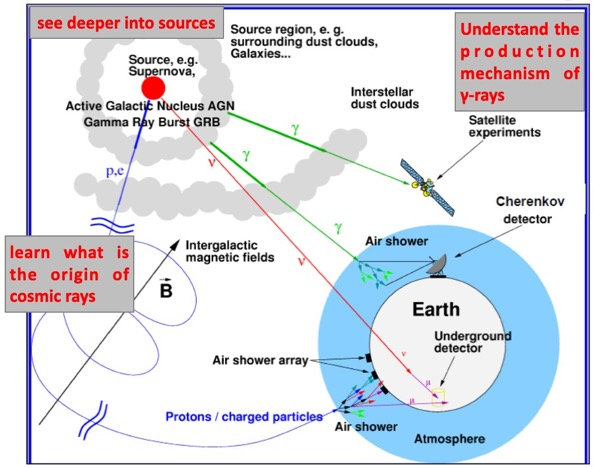 see deeper into sources
Source region, e. g.
surrounding dust clouds,
Galaxies...
Understand the
production
mechanism of
γ-rays
Source, e.g.
Supernova,
Active Galactic Nucleus AGN
Gamma Ray Burst GRB
Interstellar
dust clouds
Satellite
experiments
γ
γ
ν
p,e
γ
Cherenkov
detector
Air shower
learn what is
the origin of
cosmic rays
Intergalactic
magnetic fields
ν
B
Earth
Underground
detector
Air shower array
ν
μ
μ
Protons / charged particles
Air shower
Atmosphere